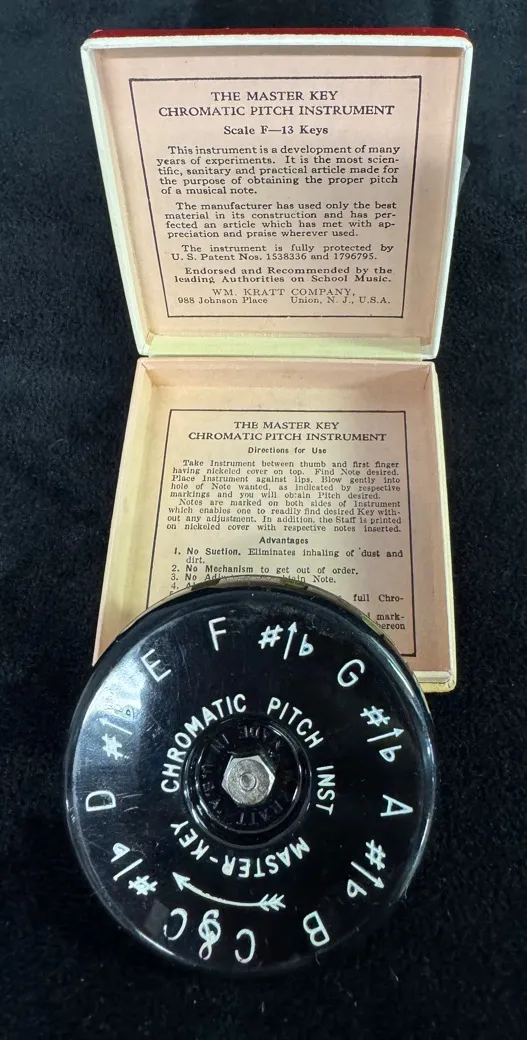 THE MASTER KEY
CHROMATIC PITCH INSTRUMENT
Scale F—13 Keys
This instrument is a development of many
years of experiments. It is the most scien-
tific, sanitary and practical article made for
the purpose of obtaining the proper pitch
of a musical note.
The manufacturer has used only the best
material in its construction and has per-
fected an article which has met with ap-
preciation and praise wherever used.
The instrument is fully protected by
U. S. Patent Nos. 1538336 and 1796795.
Endorsed and Recommended by the
leading Authorities on School Music.
WM. KRATT COMPANY,
988 Johnson Place Union, N. J., U.S.A.
THE MASTER KEY
CHROMATIC PITCH INSTRUMENT
Directions for Use
Take Instrument between thumb and first finger
having nickeled cover on top. Find Note desired.
Place Instrument against lips. Blow gently into
hole of Note wanted, as indicated by respective
markings and you will obtain Pitch desired.
Notes are marked on both sides of Instrument
which enables one to readily find desired Key with-
out any adjustment. In addition, the Staff is printed
on nickeled cover with respective notes inserted.
Advantages
1. No Suction. Eliminates inhaling of dust and
dirt.
2. No Mechanism to get out of order.
3. No Note.
4.
full Chro-
mark-
F #↑b G #↑b A #↑b B C & C #↑b D #↑b E
CHROMATIC PITCH INST
MASTER-KEY
MADE IN